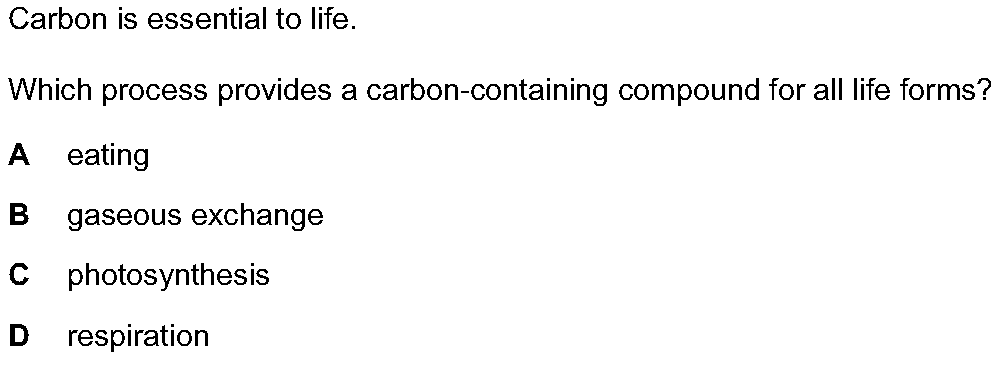 Carbon is essential to life.
Which process provides a carbon-containing compound for all life forms?
A eating
B gaseous exchange
C photosynthesis
D respiration